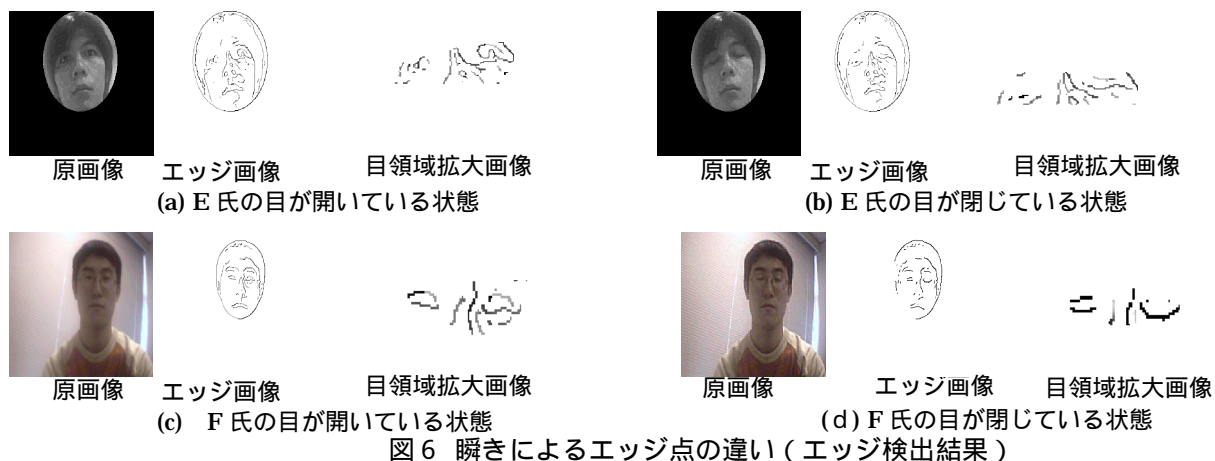 原画像 エッジ画像 目領域拡大画像
(a) E 氏の目が開いている状態
原画像 エッジ画像 目領域拡大画像
(b) E 氏の目が閉じている状態
原画像 エッジ画像 目領域拡大画像
(c) F 氏の目が開いている状態
原画像 エッジ画像 目領域拡大画像
(d) F 氏の目が閉じている状態
図6 瞬きによるエッジ点の違い(エッジ検出結果)